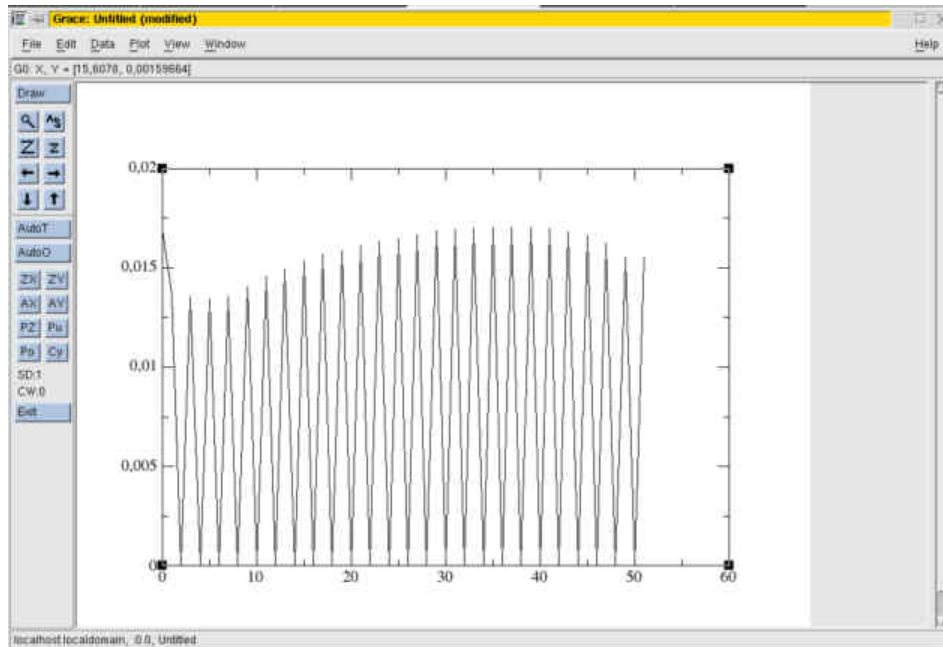 Grace: Untitled (modified)
File Edit Data Plot View Window Help
G0: X, Y = [15,6078, 0,00159664]
Draw
Z z
AutoT
AutoO
ZX ZY
AX AY
PZ Pu
Po Cy
SD:1
CW:0
Exit
0,02
0,015
0,01
0,005
0
0 10 20 30 40 50 60
localhost.localdomain, :0.0, Untitled